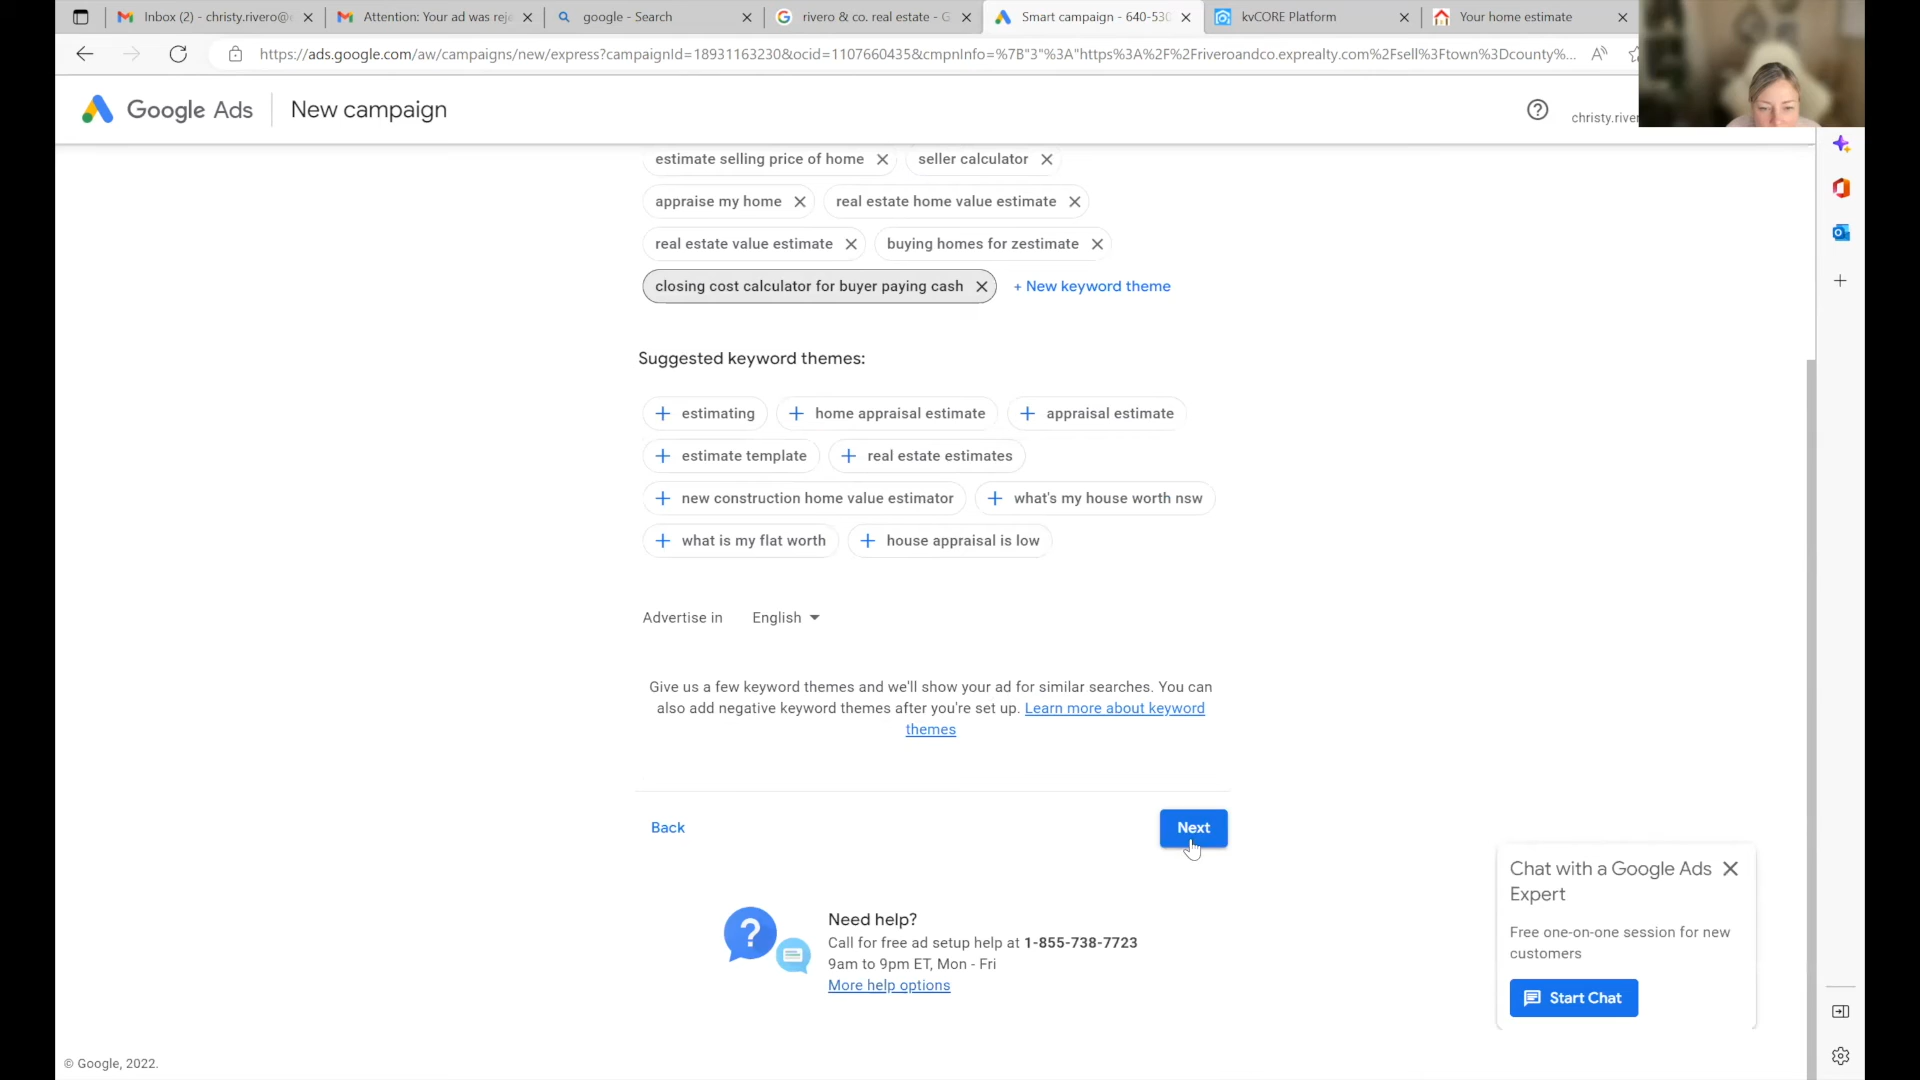 Inbox (2) - christy.rivero@
Attention: Your ad was reje
google - Search
rivero & co. real estate - G
Smart campaign - 640-530
kvCORE Platform
Your home estimate
https://ads.google.com/aw/campaigns/new/express?campaignId=18931163230&ocid=1107660435&cmpnInfo=%7B"3"%3A"https%3A%2F%2Friveroandco.exprealty.com%2Fsell%3Ftown%3Dcounty%...
Google Ads
New campaign
christy.river
estimate selling price of home
seller calculator
appraise my home
real estate home value estimate
real estate value estimate
buying homes for zestimate
closing cost calculator for buyer paying cash
+ New keyword theme
Suggested keyword themes:
+ estimating
+ home appraisal estimate
+ appraisal estimate
+ estimate template
+ real estate estimates
+ new construction home value estimator
+ what's my house worth nsw
+ what is my flat worth
+ house appraisal is low
Advertise in English
Give us a few keyword themes and we'll show your ad for similar searches. You can
also add negative keyword themes after you're set up. Learn more about keyword
themes
Back
Next
Need help?
Call for free ad setup help at 1-855-738-7723
9am to 9pm ET, Mon - Fri
More help options
Chat with a Google Ads
Expert
Free one-on-one session for new
customers
Start Chat
© Google, 2022.